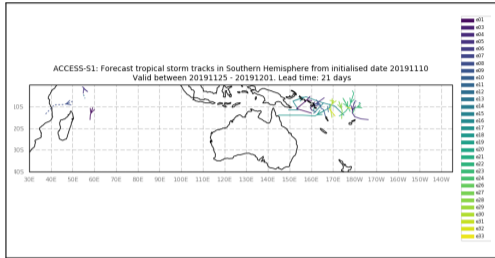 ACCESS-S1: Forecast tropical storm tracks in Southern Hemisphere from initialised date 20191110
Valid between 20191125 - 20191201. Lead time: 21 days
10S
20S
30S
40S
30E 40E 50E 60E 70E 80E 90E 100E 110E 120E 130E 140E 150E 160E 170E 180E 170W 160W 150W 140W
e01
e03
e04
e05
e06
e07
e08
e09
e10
e11
e12
e13
e14
e15
e16
e17
e18
e19
e20
e21
e22
e23
e24
e25
e26
e27
e28
e29
e30
e31
e32
e33